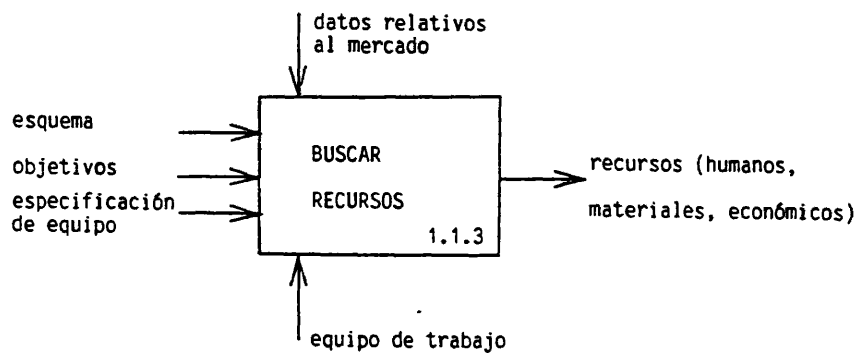 datos relativos
al mercado
esquema
objetivos
especificación
de equipo
BUSCAR
RECURSOS
1.1.3
recursos (humanos,
materiales, económicos)
equipo de trabajo